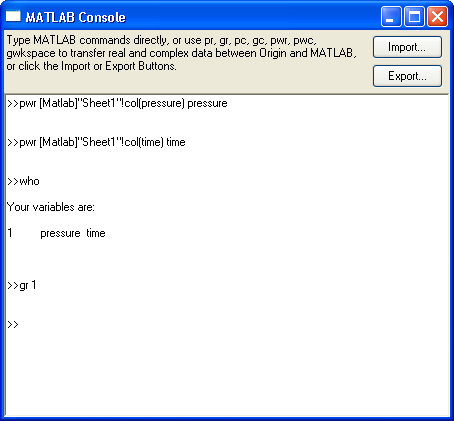 MATLAB Console
Type MATLAB commands directly, or use pr, gr, pc, gc, pwr, pwc,
gwkspace to transfer real and complex data between Origin and MATLAB,
or click the Import or Export Buttons.
Import...
Export...
>>pwr [Matlab]"Sheet1"!col(pressure) pressure
>>pwr [Matlab]"Sheet1"!col(time) time
>>who
Your variables are:
1 pressure time
>>gr 1
>>